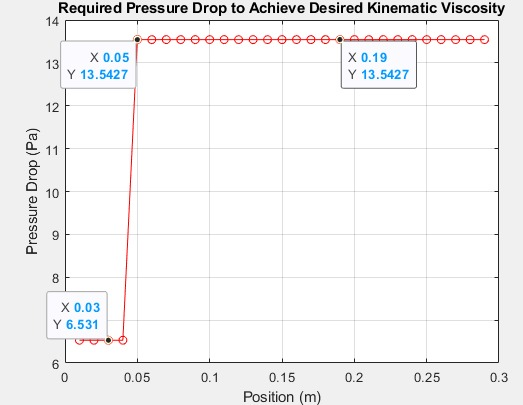 Required Pressure Drop to Achieve Desired Kinematic Viscosity
14
X 0.05
Y 13.5427
X 0.19
Y 13.5427
13
12
11
10
9
8
X 0.03
Y 6.531
6
0
0.05
0.1
0.15
0.2
0.25
0.3
Pressure Drop (Pa)
Position (m)